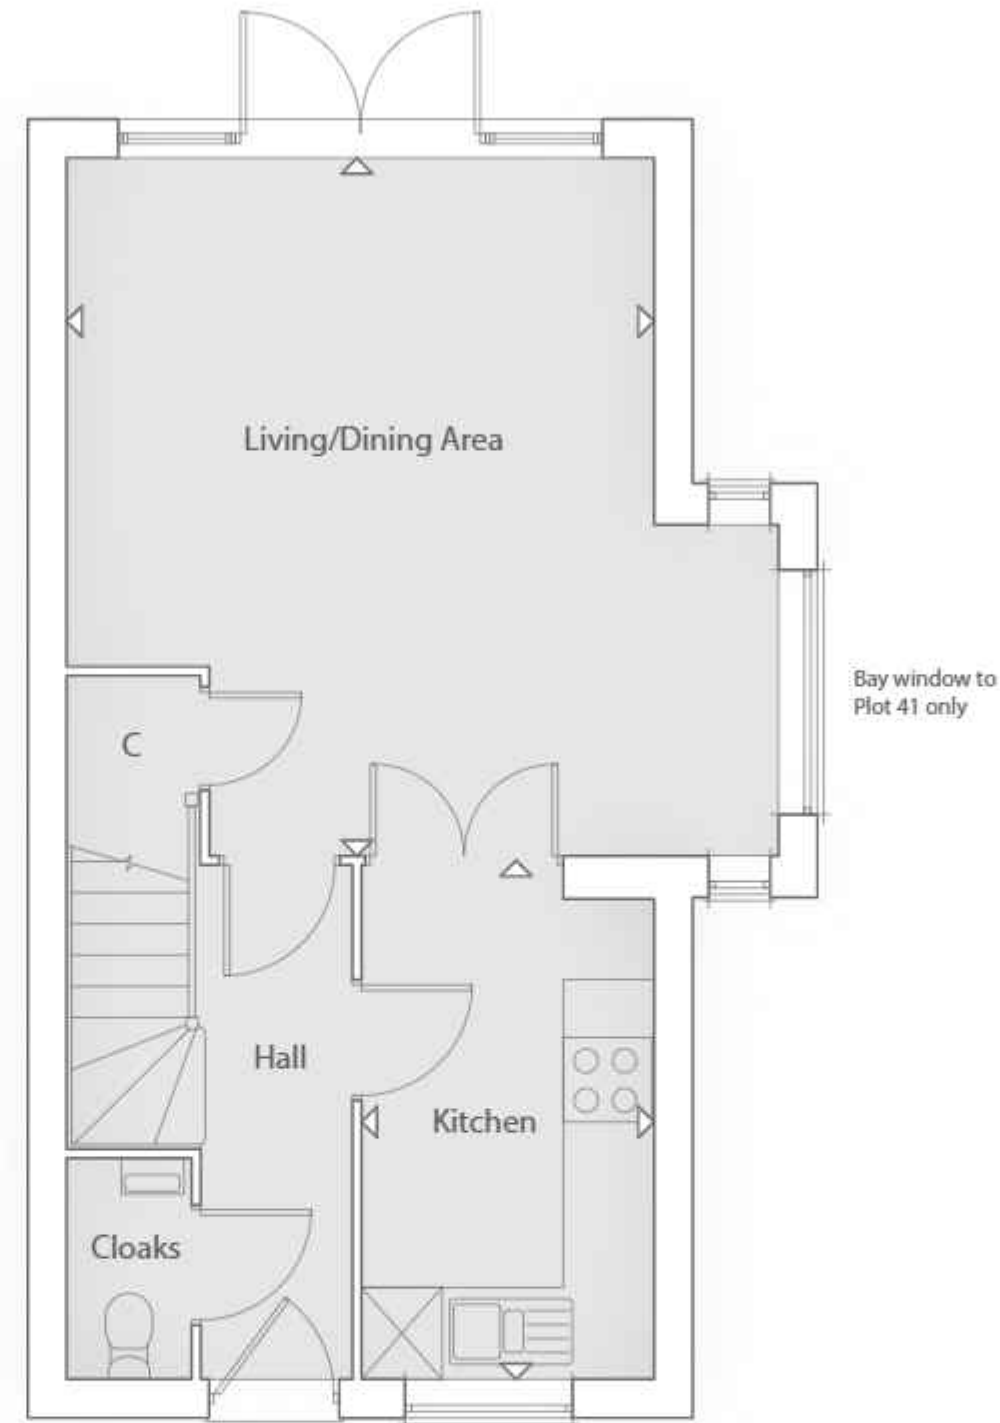 Living/Dining Area
Bay window to
Plot 41 only
C
Hall
Kitchen
Cloaks